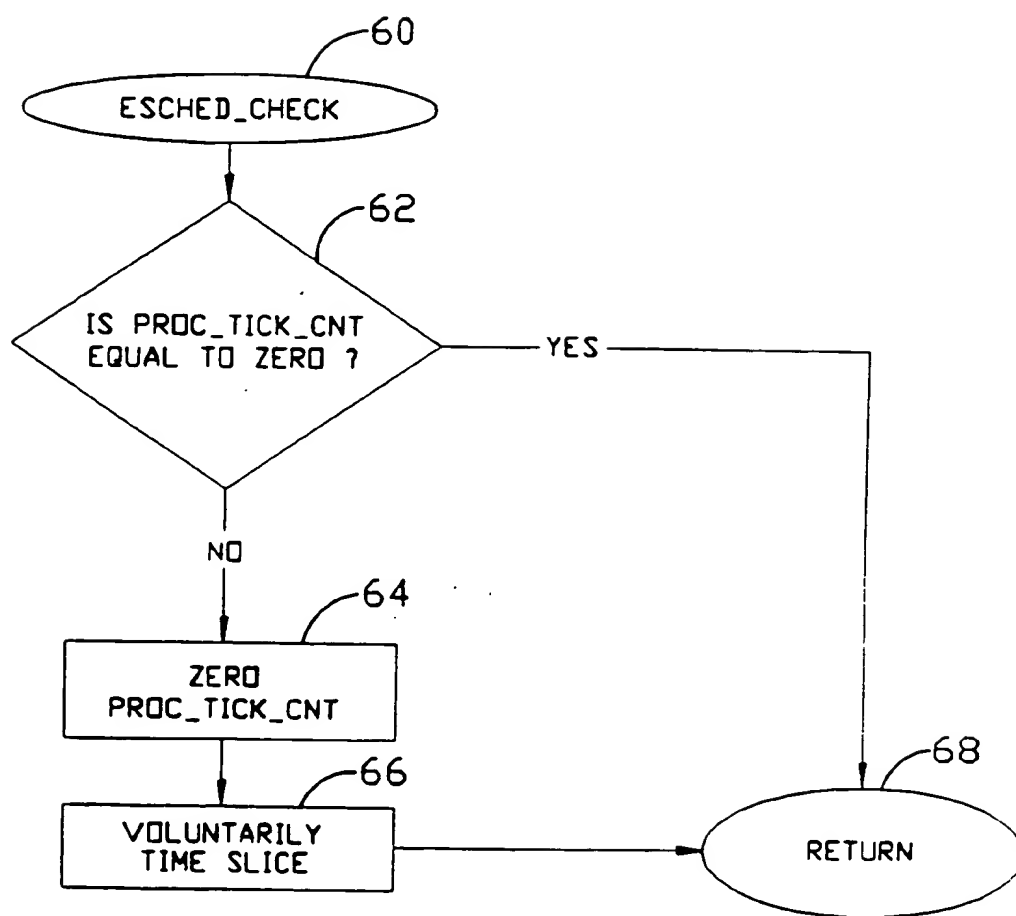 60
ESCHED_CHECK
62
IS PROC_TICK_CNT
EQUAL TO ZERO ?
YES
NO
64
ZERO
PROC_TICK_CNT
66
VOLUNTARILY
TIME SLICE
68
RETURN